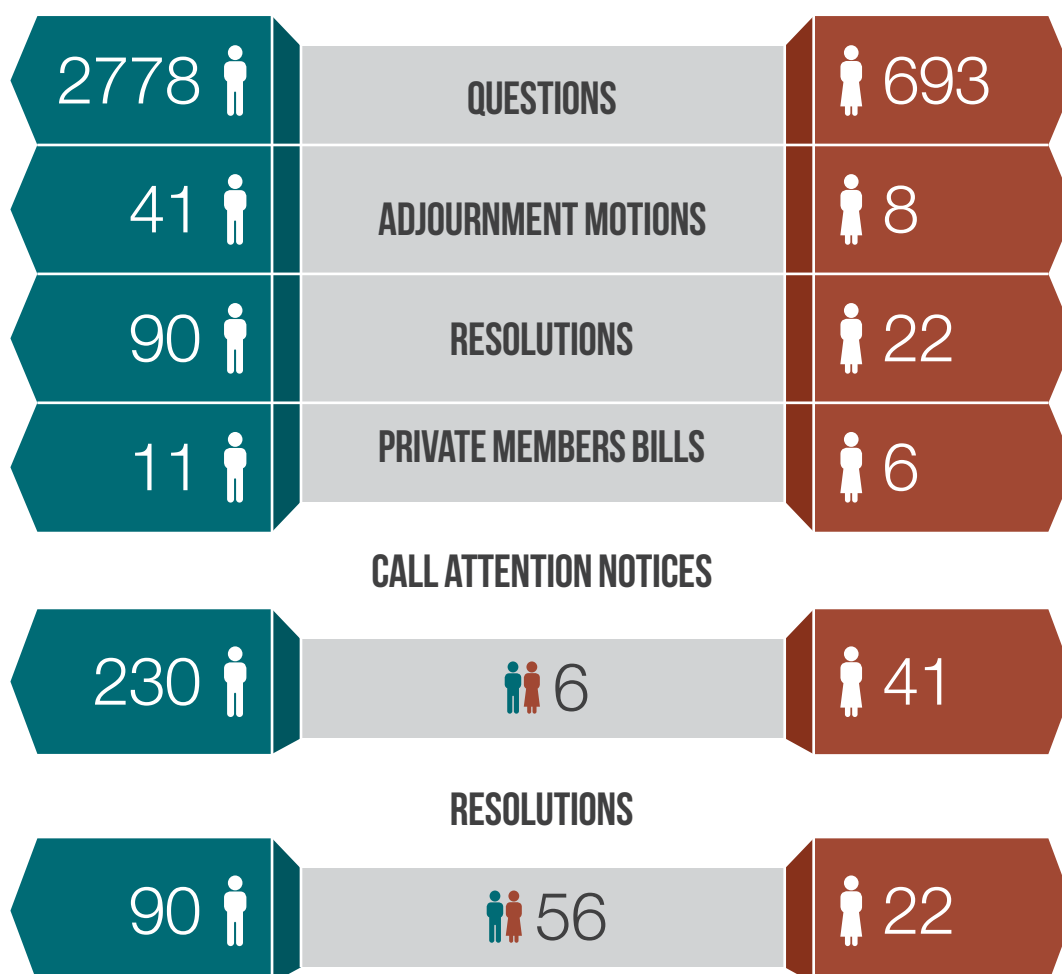 2778 QUESTIONS 693
41 ADJOURNMENT MOTIONS 8
90 RESOLUTIONS 22
11 PRIVATE MEMBERS BILLS 6
CALL ATTENTION NOTICES
230 6 41
RESOLUTIONS
90 56 22